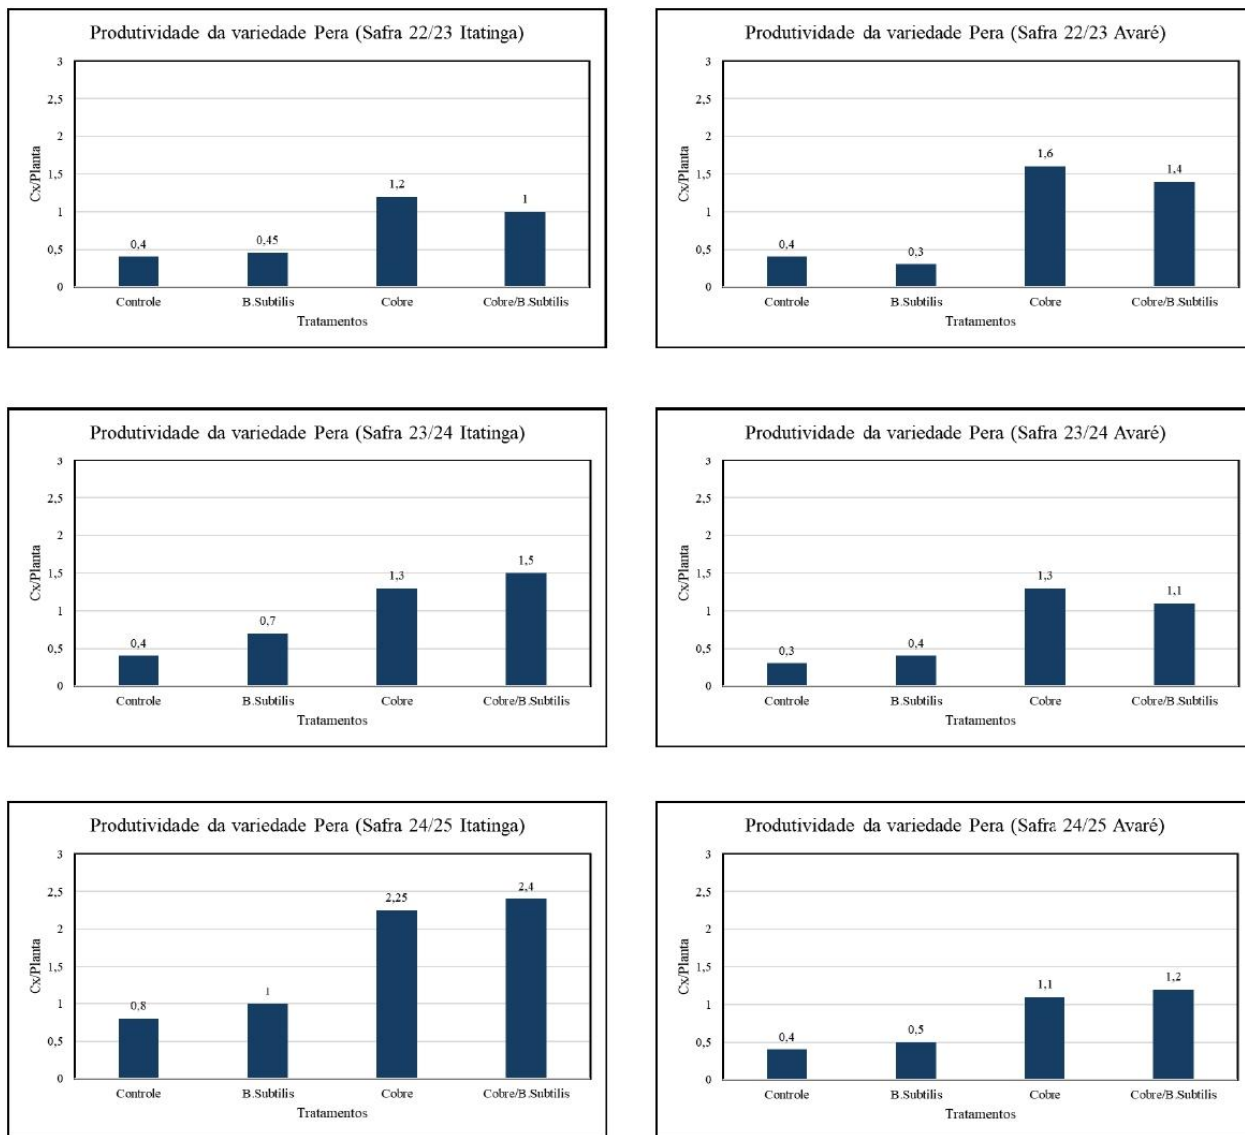 Produtividade da variedade Pera (Safra 22/23 Itatinga)
3
2,5
2
1,5
1
0,5
0
Cx/Planta
0,4
0,45
1,2
1
Controle B.Subtilis Cobre Cobre/B.Subtilis
Tratamentos
Produtividade da variedade Pera (Safra 22/23 Avaré)
3
2,5
2
1,5
1
0,5
0
Cx/Planta
0,4
0,3
1,6
1,4
Controle B.Subtilis Cobre Cobre/B.Subtilis
Tratamentos
Produtividade da variedade Pera (Safra 23/24 Itatinga)
3
2,5
2
1,5
1
0,5
0
Cx/Planta
0,4
0,7
1,3
1,5
Controle B.Subtilis Cobre Cobre/B.Subtilis
Tratamentos
Produtividade da variedade Pera (Safra 23/24 Avaré)
3
2,5
2
1,5
1
0,5
0
Cx/Planta
0,3
0,4
1,3
1,1
Controle B.Subtilis Cobre Cobre/B.Subtilis
Tratamentos
Produtividade da variedade Pera (Safra 24/25 Itatinga)
3
2,5
2
1,5
1
0,5
0
Cx/Planta
0,8
1
2,25
2,4
Controle B.Subtilis Cobre Cobre/B.Subtilis
Tratamentos
Produtividade da variedade Pera (Safra 24/25 Avaré)
3
2,5
2
1,5
1
0,5
0
Cx/Planta
0,4
0,5
1,1
1,2
Controle B.Subtilis Cobre Cobre/B.Subtilis
Tratamentos